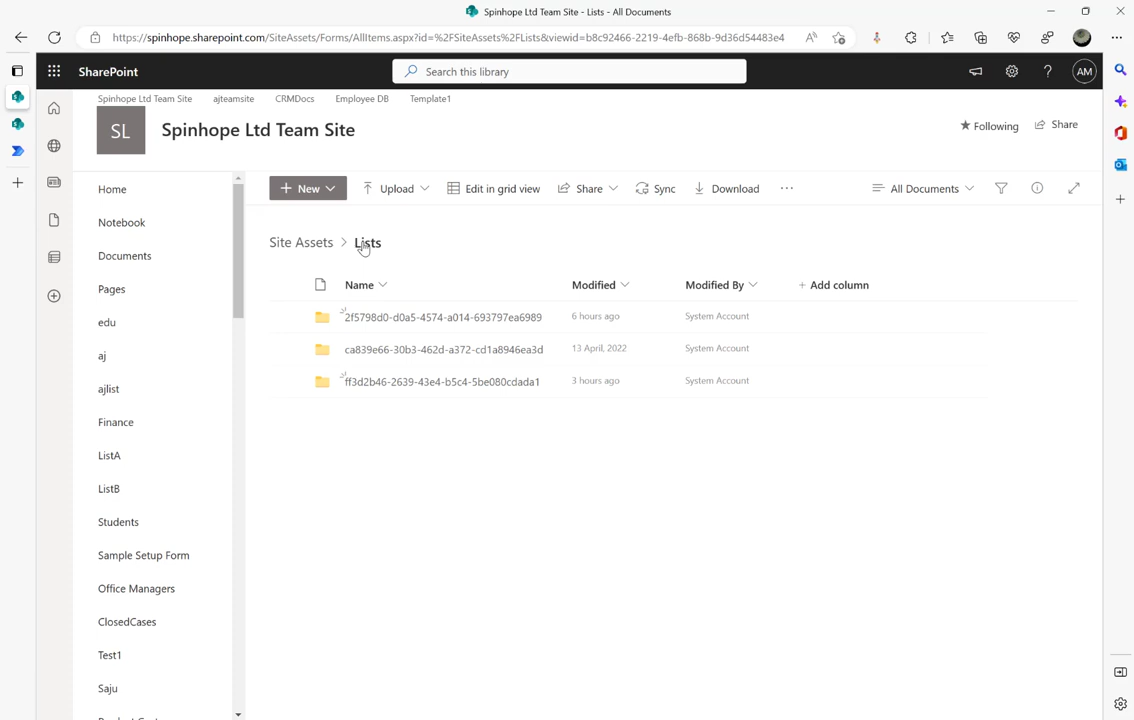 Spinhope Ltd Team Site - Lists - All Documents
https://spinhope.sharepoint.com/SiteAssets/Forms/AllItems.aspx?id=%2FSiteAssets%2FLists&viewid=b8c92466-2219-4efb-868b-9d36d54483e4
SharePoint
Search this library
AM
Spinhope Ltd Team Site ajteamsite CRMDocs Employee DB Template1
SL
Spinhope Ltd Team Site
Following
Share
Home
Notebook
Documents
Pages
edu
aj
ajlist
Finance
ListA
ListB
Students
Sample Setup Form
Office Managers
ClosedCases
Test1
Saju
New Upload Edit in grid view Share Sync Download ··· All Documents
Site Assets > Lists
Name Modified Modified By + Add column
2f5798d0-d0a5-4574-a014-693797ea6989 6 hours ago System Account
ca839e66-30b3-462d-a372-cd1a8946ea3d 13 April, 2022 System Account
ff3d2b46-2639-43e4-b5c4-5be080cdada1 3 hours ago System Account